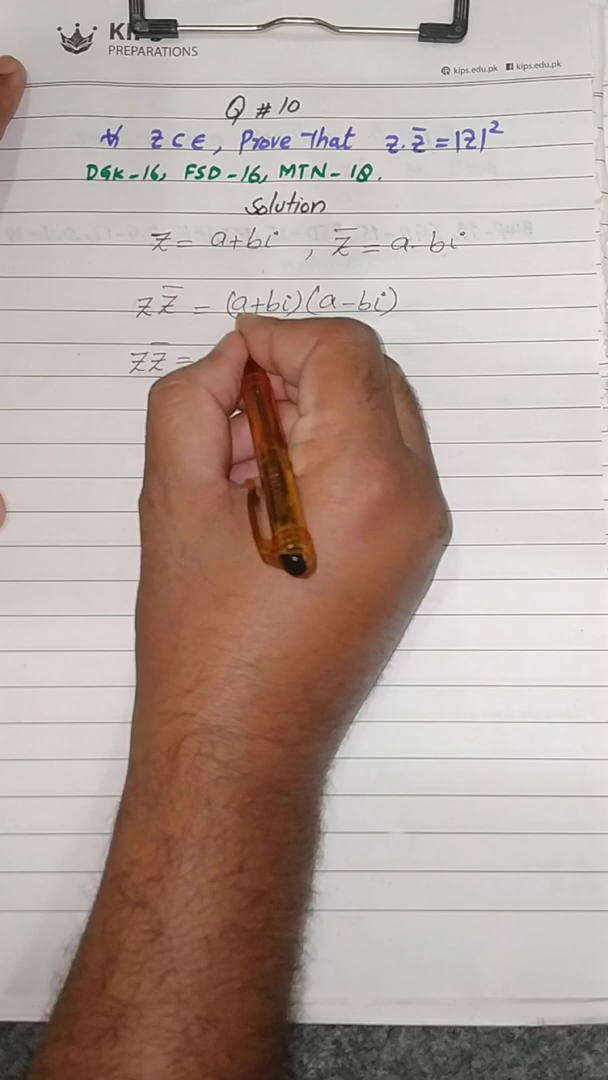 KIPS
PREPARATIONS
kips.edu.pk kips.edu.pk
Q # 10
∀ z ∈ ℂ, Prove That z.z̅ = |z|²
DGK-16, FSD-16, MTN-18.
Solution
z = a+bi , z̅ = a-bi
zz̅ = (a+bi)(a-bi)
zz̅ =